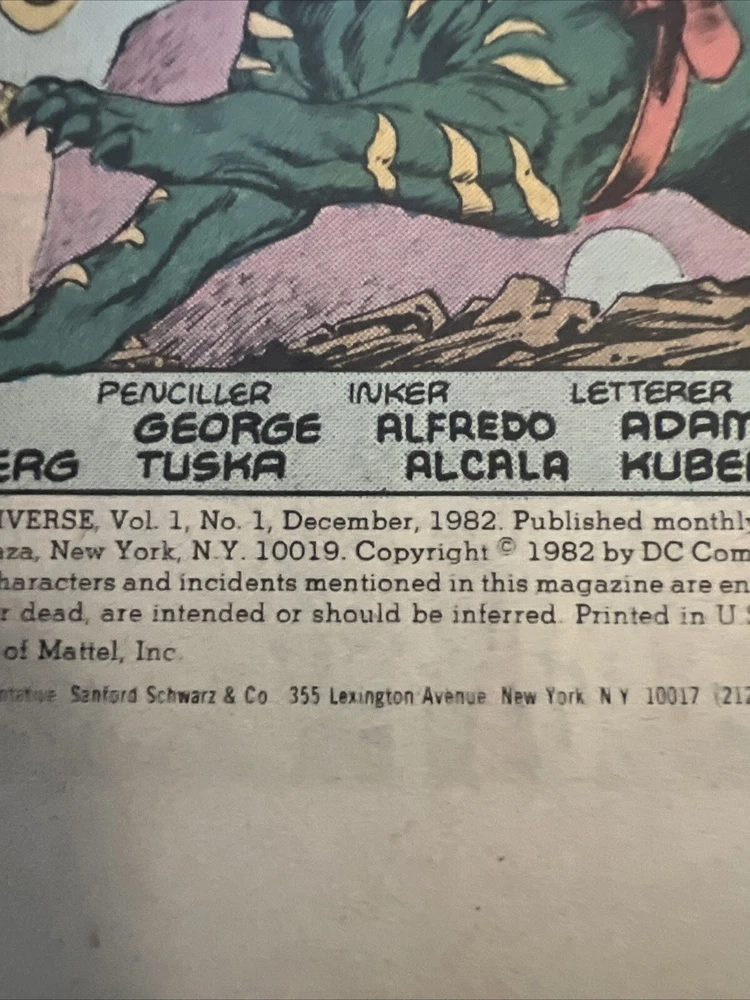 PENCILLER INKER LETTERER
GEORGE ALFREDO ADAM
ERG TUSKA ALCALA KUBE
IVERSE, Vol. 1, No. 1, December, 1982. Published monthly
aza, New York, N.Y. 10019. Copyright © 1982 by DC Com
haracters and incidents mentioned in this magazine are en
r dead, are intended or should be inferred. Printed in U S
of Mattel, Inc.
ntative Sanford Schwarz & Co 355 Lexington Avenue New York N Y 10017 (212